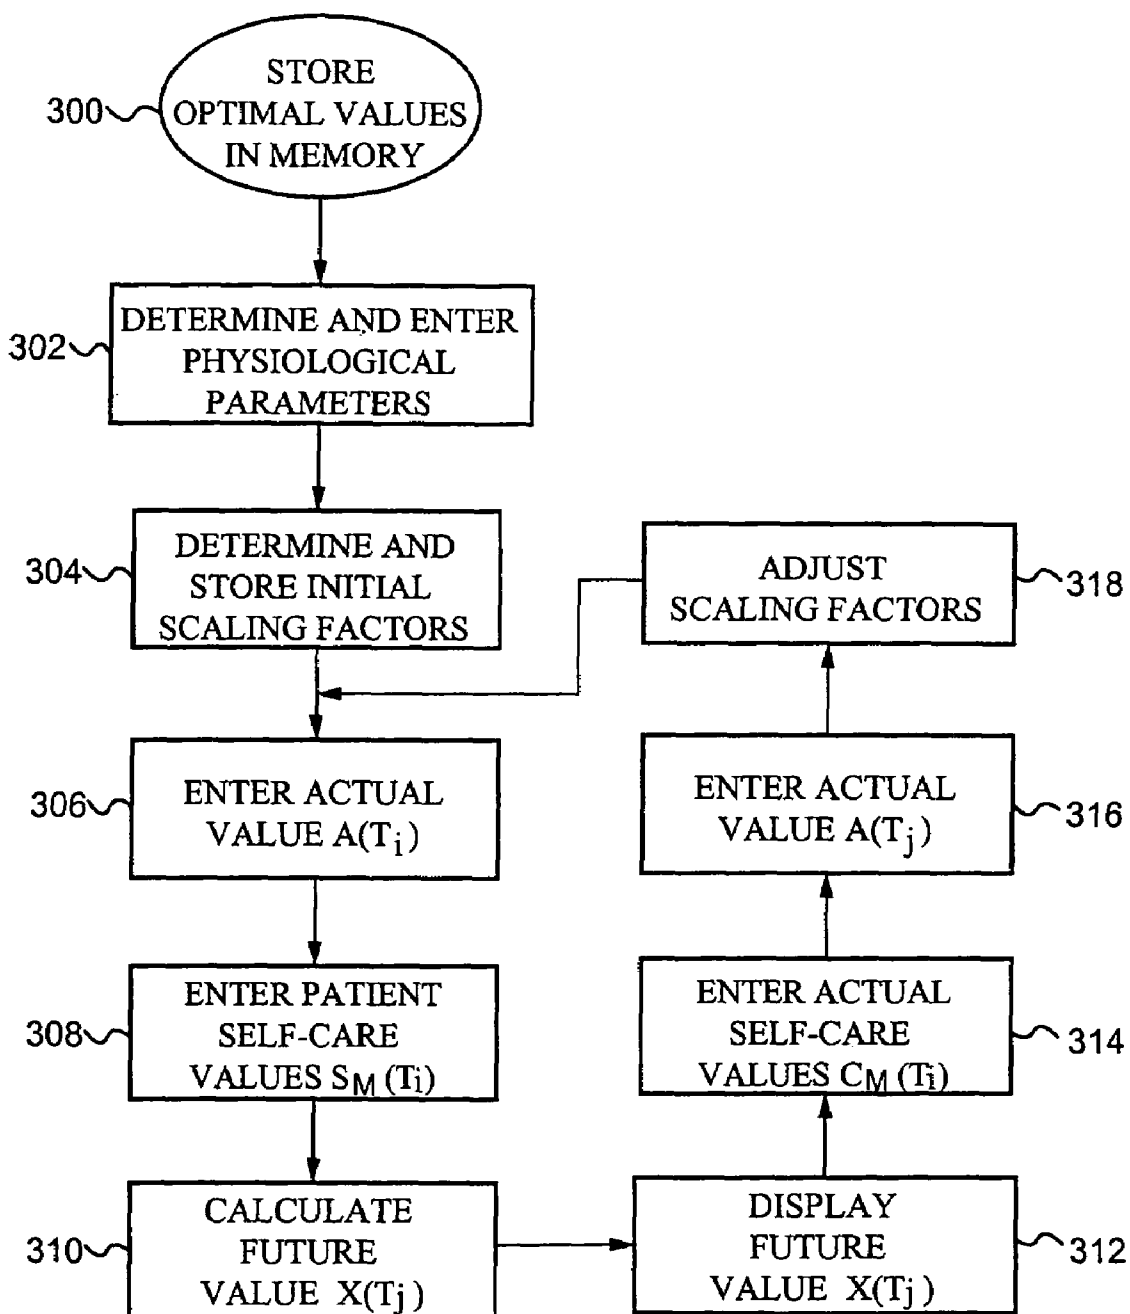 300
STORE
OPTIMAL VALUES
IN MEMORY
302
DETERMINE AND ENTER
PHYSIOLOGICAL
PARAMETERS
304
DETERMINE AND
STORE INITIAL
SCALING FACTORS
306
ENTER ACTUAL
VALUE A(Ti)
308
ENTER PATIENT
SELF-CARE
VALUES SM(Ti)
310
CALCULATE
FUTURE
VALUE X(Tj)
DISPLAY
FUTURE
VALUE X(Tj)
312
ENTER ACTUAL
SELF-CARE
VALUES CM(Ti)
314
ENTER ACTUAL
VALUE A(Tj)
316
ADJUST
SCALING FACTORS
318